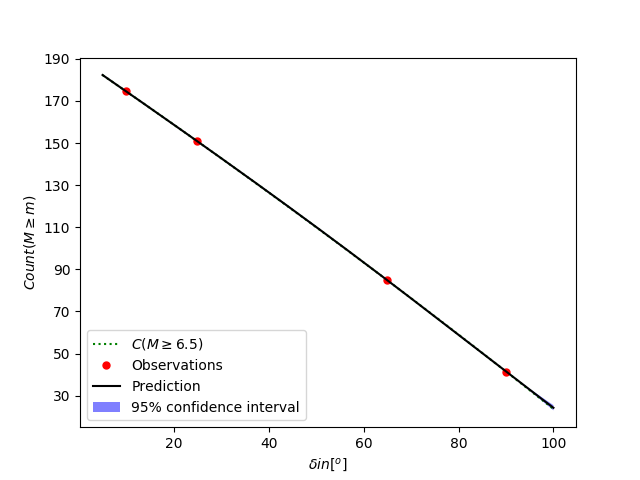 190
170
150
130
110
90
70
50
30
Count(M ≥ m)
C(M ≥ 6.5)
Observations
Prediction
95% confidence interval
20 40 60 80 100
δin[°]